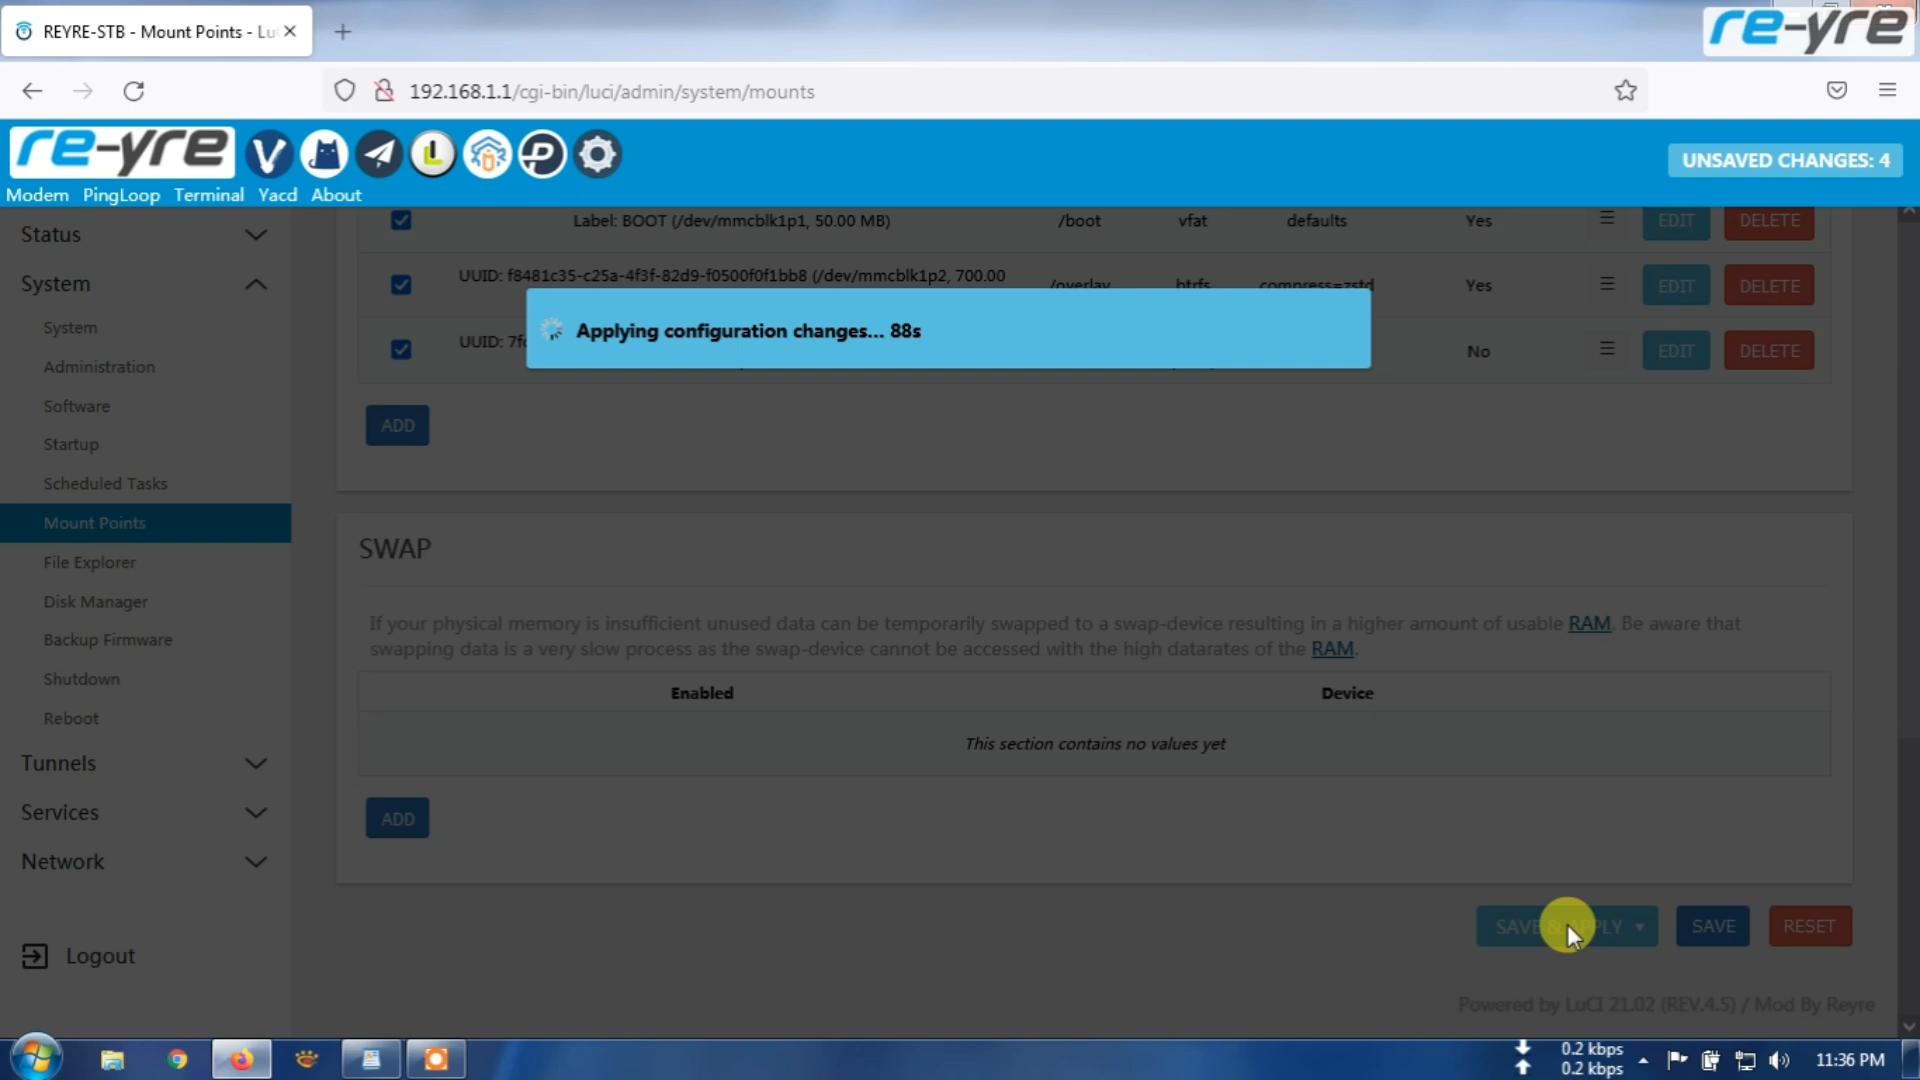 REYRE-STB - Mount Points - Lu
re-yre
192.168.1.1/cgi-bin/luci/admin/system/mounts
re-yre
UNSAVED CHANGES: 4
Modem PingLoop Terminal Yacd About
Status
System
System
Administration
Software
Startup
Scheduled Tasks
Mount Points
File Explorer
Disk Manager
Backup Firmware
Shutdown
Reboot
Tunnels
Services
Network
Logout
Label: BOOT (/dev/mmcblk1p1, 50.00 MB) /boot vfat defaults Yes EDIT DELETE
UUID: f8481c35-c25a-4f3f-82d9-f0500f0f1bb8 (/dev/mmcblk1p2, 700.00 /overlay btrfs compress=zstd Yes EDIT DELETE
Applying configuration changes... 88s
UUID: 7f No EDIT DELETE
ADD
SWAP
If your physical memory is insufficient unused data can be temporarily swapped to a swap-device resulting in a higher amount of usable RAM. Be aware that
swapping data is a very slow process as the swap-device cannot be accessed with the high datarates of the RAM.
Enabled Device
This section contains no values yet
ADD
SAVE & APPLY SAVE RESET
Powered by LuCI 21.02 (REV.4.5) / Mod By Reyre
0.2 kbps
0.2 kbps
11:36 PM